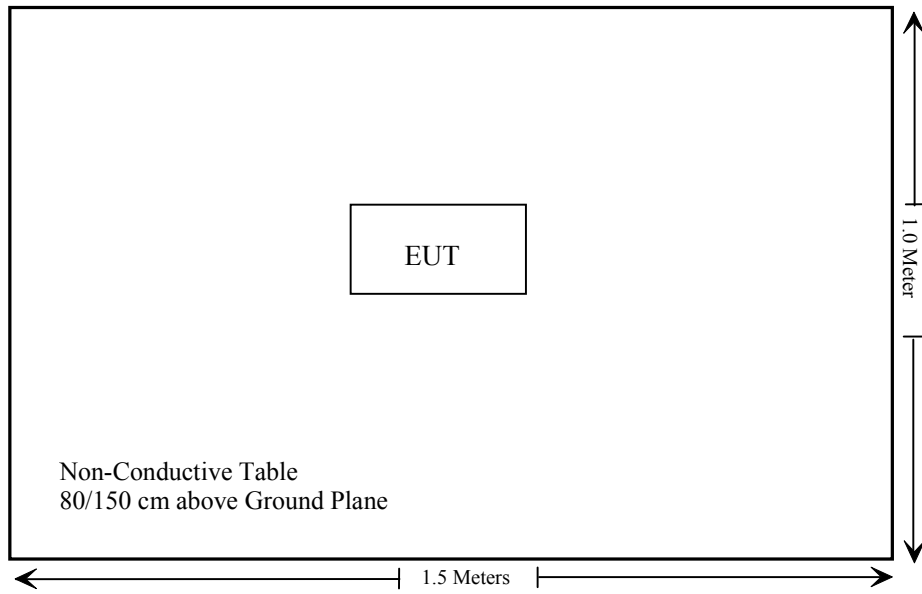 EUT
1.0 Meter
Non-Conductive Table
80/150 cm above Ground Plane
1.5 Meters